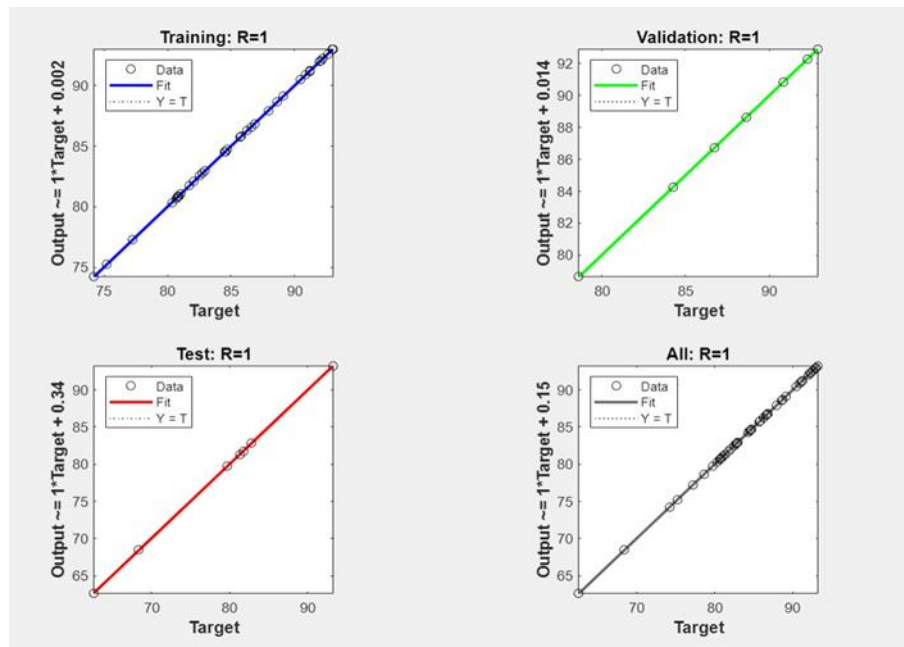 Training: R=1
Output ~= 1*Target + 0.002
Data
Fit
Y = T
90
85
80
75
75 80 85 90
Target
Validation: R=1
Output ~= 1*Target + 0.014
Data
Fit
Y = T
92
90
88
86
84
82
80
80 85 90
Target
Test: R=1
Output ~= 1*Target + 0.34
Data
Fit
Y = T
90
85
80
75
70
65
70 80 90
Target
All: R=1
Output ~= 1*Target + 0.15
Data
Fit
Y = T
90
85
80
75
70
65
70 80 90
Target